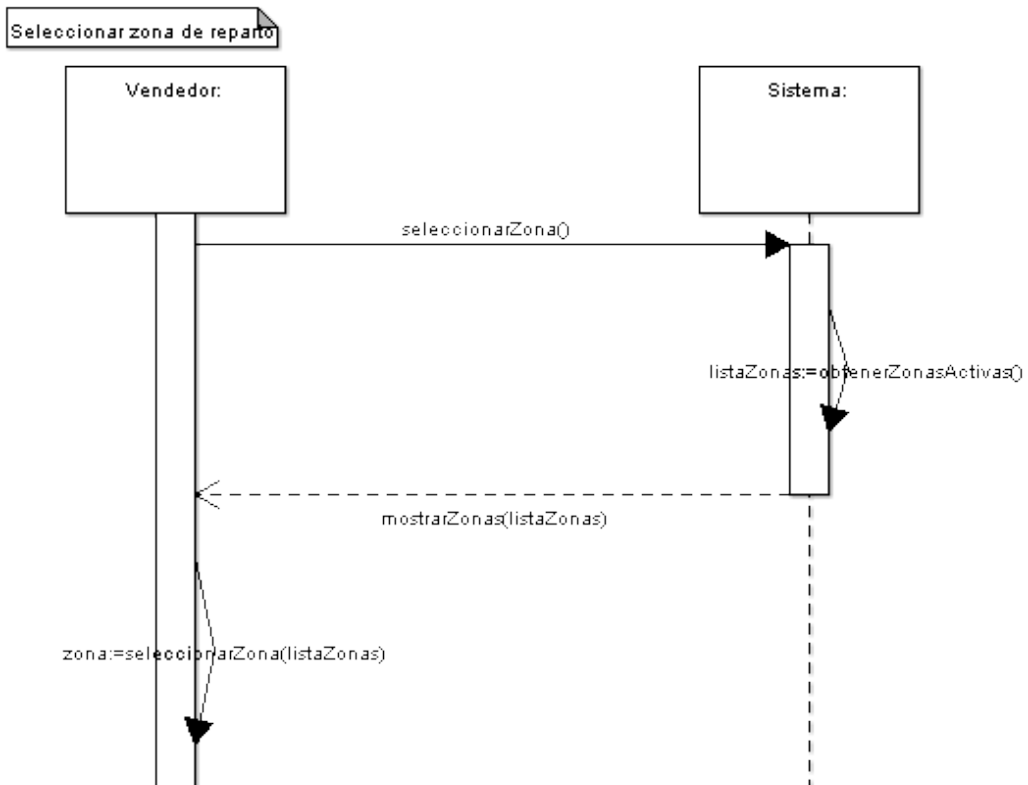 Seleccionar zona de reparto
Vendedor:
Sistema:
seleccionarZona()
listaZonas:=obtenerZonasActivas()
mostrarZonas(listaZonas)
zona:=seleccionarZona(listaZonas)